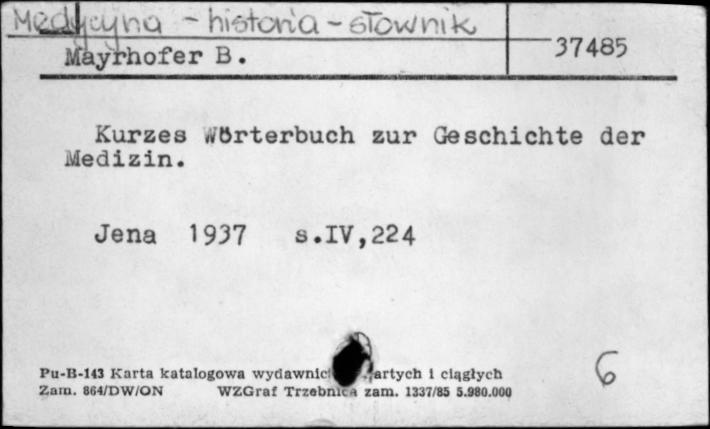 Medycyna - historia - słownik
Mayrhofer B.
37485
Kurzes Wörterbuch zur Geschichte der
Medizin.
Jena 1937 s.IV,224
6
Pu-B-143 Karta katalogowa wydawnic artych i ciągłych
Zam. 864/DW/ON WZGraf Trzebnica zam. 1337/85 5.980.000